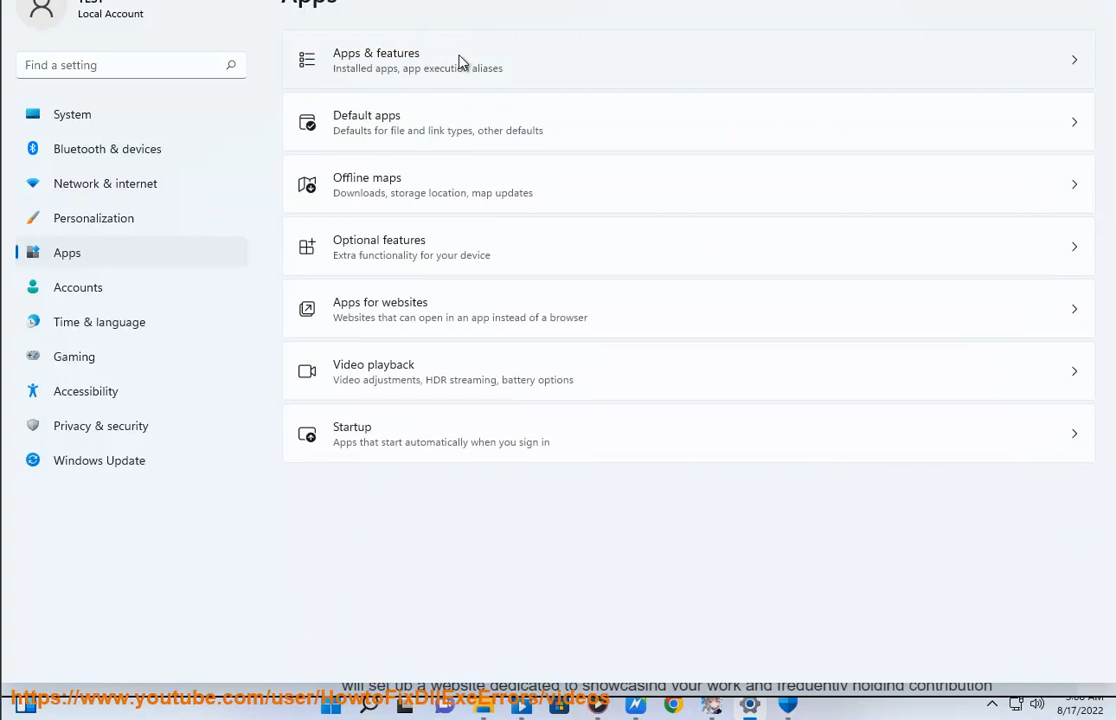 TEST
Local Account
Apps
Find a setting
System
Bluetooth & devices
Network & internet
Personalization
Apps
Accounts
Time & language
Gaming
Accessibility
Privacy & security
Windows Update
Apps & features
Installed apps, app execution aliases
Default apps
Defaults for file and link types, other defaults
Offline maps
Downloads, storage location, map updates
Optional features
Extra functionality for your device
Apps for websites
Websites that can open in an app instead of a browser
Video playback
Video adjustments, HDR streaming, battery options
Startup
Apps that start automatically when you sign in
will set up a website dedicated to showcasing your work and frequently holding contribution
https://www.youtube.com/user/HowtoFixDllExeErrors/videos
8/17/2022